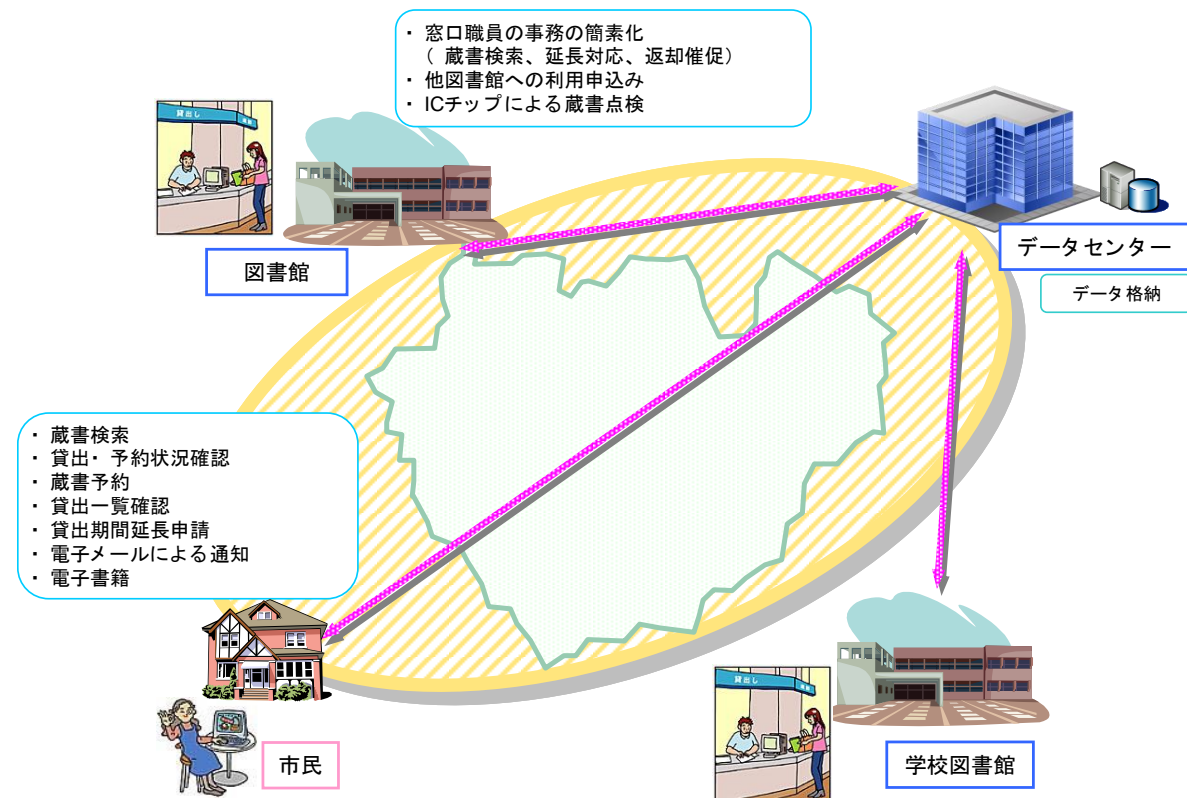 ・ 窓口職員の事務の簡素化
（ 蔵書検索、延長対応、返却催促）
・ 他図書館への利用申込み
・ ICチップによる蔵書点検
貸出し
図書館
データセンター
データ格納
・ 蔵書検索
・ 貸出・ 予約状況確認
・ 蔵書予約
・ 貸出一覧確認
・ 貸出期間延長申請
・ 電子メールによる通知
・ 電子書籍
市民
貸出し
学校図書館